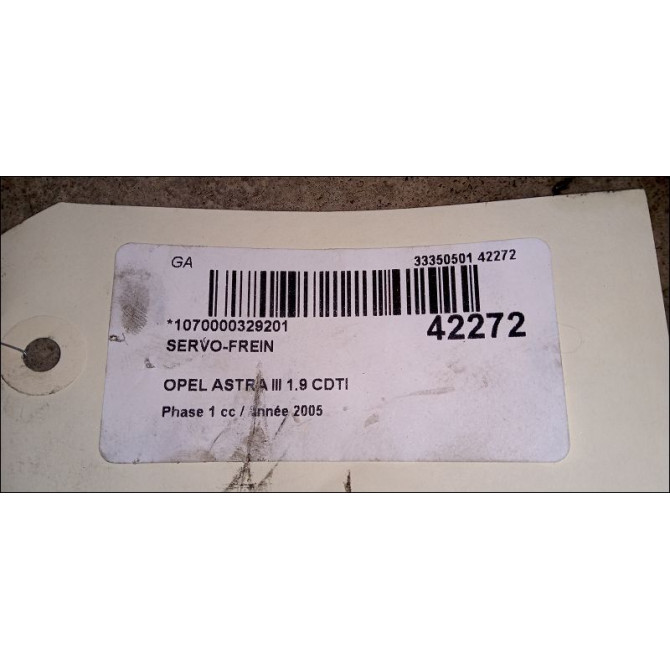 GA 33350501 42272
*1070000329201 42272
SERVO-FREIN
OPEL ASTRA III 1.9 CDTI
Phase 1 cc / année 2005